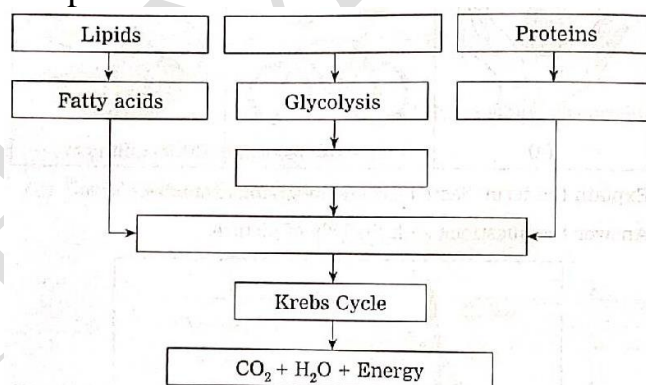 Lipids
Proteins
Fatty acids
Glycolysis
Krebs Cycle
CO₂ + H₂O + Energy